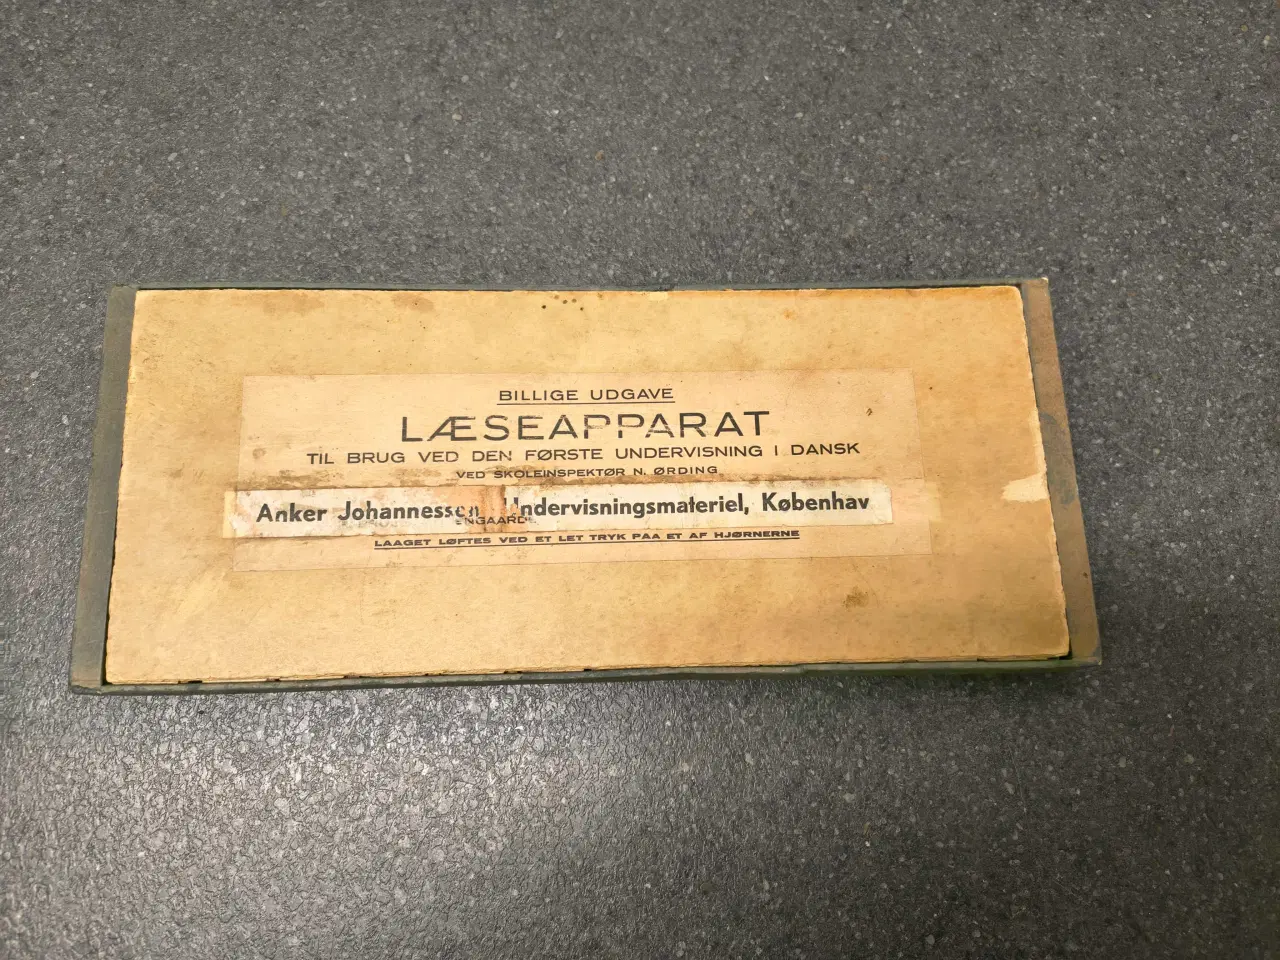 BILLIGE UDGAVE
LÆSEAPPARAT
TIL BRUG VED DEN FØRSTE UNDERVISNING I DANSK
VED SKOLEINSPEKTØR N. ØRDING
Anker Johannessen Undervisningsmateriel, Københav
ENGAARD
LAAGET LØFTES VED ET LET TRYK PAA ET AF HJØRNERNE